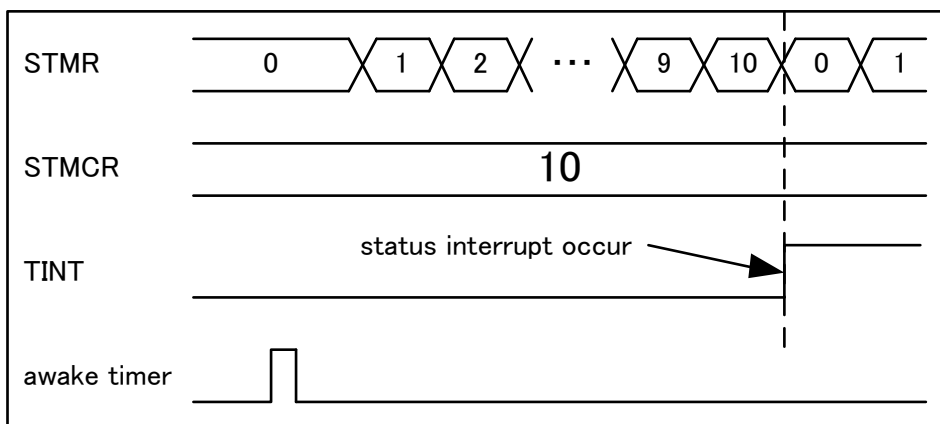 STMR 0 1 2 ··· 9 10 0 1
STMCR 10
status interrupt occur
TINT
awake timer